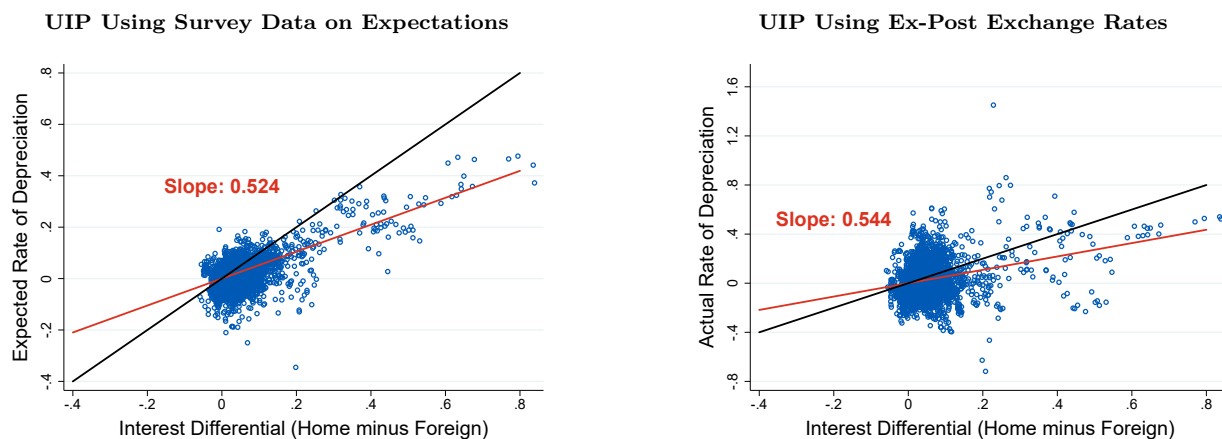 UIP Using Survey Data on Expectations
Expected Rate of Depreciation
.8
.6
.4
.2
0
-.2
-.4
Slope: 0.524
-.4 -.2 0 .2 .4 .6 .8
Interest Differential (Home minus Foreign)
UIP Using Ex-Post Exchange Rates
Actual Rate of Depreciation
1.6
1.2
.8
.4
0
-.4
-.8
Slope: 0.544
-.4 -.2 0 .2 .4 .6 .8
Interest Differential (Home minus Foreign)